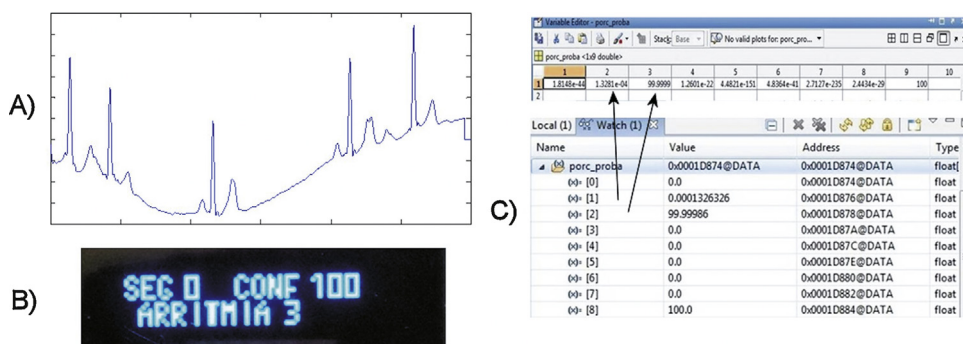 A)
B)
SEG 0 CONF 100
ARRITMIA 3
C)
Variable Editor - porc_proba
Stack: Base No valid plots for: porc_pro...
porc_proba <1x9 double>
1 2 3 4 5 6 7 8 9 10
1 1.8148e-44 1.3281e-04 99.9999 1.2601e-22 4.4821e-151 4.8364e-41 2.7127e-235 2.4434e-29 100
2
Local (1) Watch (1)
Name Value Address Type
porc_proba 0x0001D874@DATA 0x0001D874@DATA float[
(x)= [0] 0.0 0x0001D874@DATA float
(x)= [1] 0.0001326326 0x0001D876@DATA float
(x)= [2] 99.99986 0x0001D878@DATA float
(x)= [3] 0.0 0x0001D87A@DATA float
(x)= [4] 0.0 0x0001D87C@DATA float
(x)= [5] 0.0 0x0001D87E@DATA float
(x)= [6] 0.0 0x0001D880@DATA float
(x)= [7] 0.0 0x0001D882@DATA float
(x)= [8] 100.0 0x0001D884@DATA float